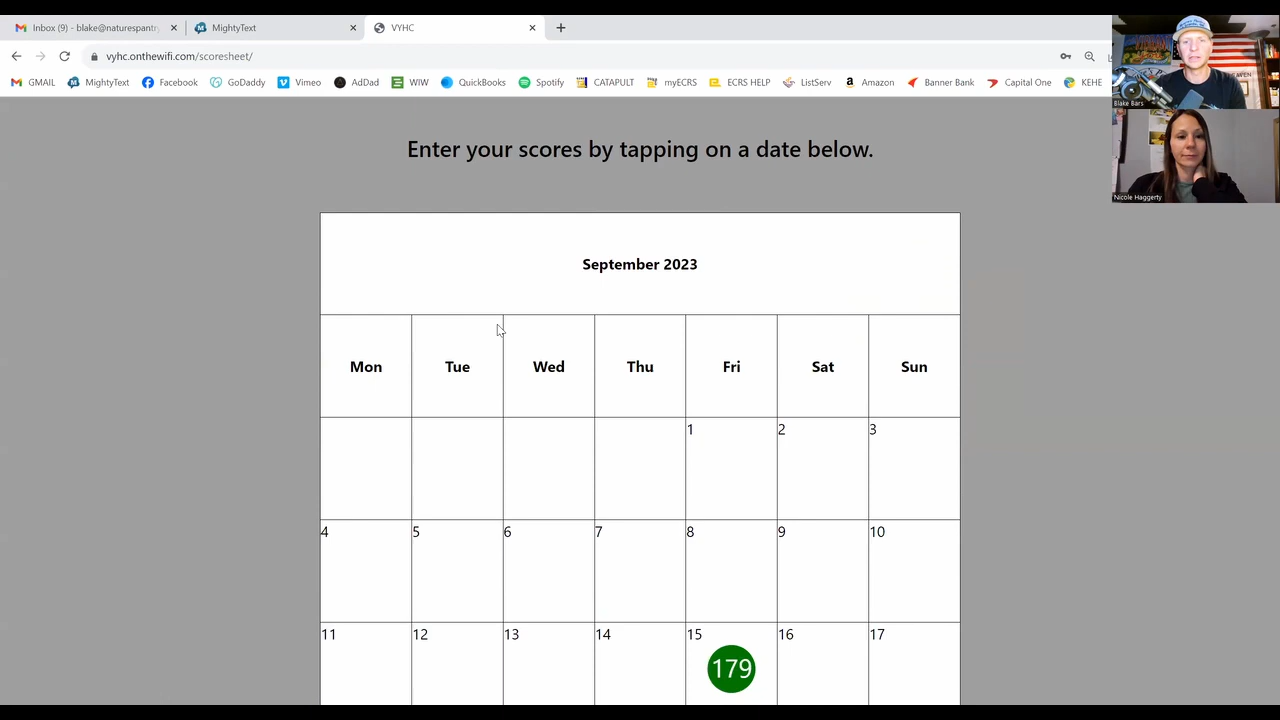 Inbox (9) - blake@naturespantr
MightyText
VYHC
vyhc.onthewifi.com/scoresheet/
GMAIL MightyText Facebook GoDaddy Vimeo AdDad WIW QuickBooks Spotify CATAPULT myECRS ECRS HELP ListServ Amazon Banner Bank Capital One KEHE
Blake Bars
Nicole Haggerty
Enter your scores by tapping on a date below.
September 2023
Mon Tue Wed Thu Fri Sat Sun
1 2 3
4 5 6 7 8 9 10
11 12 13 14 15 16 17
179